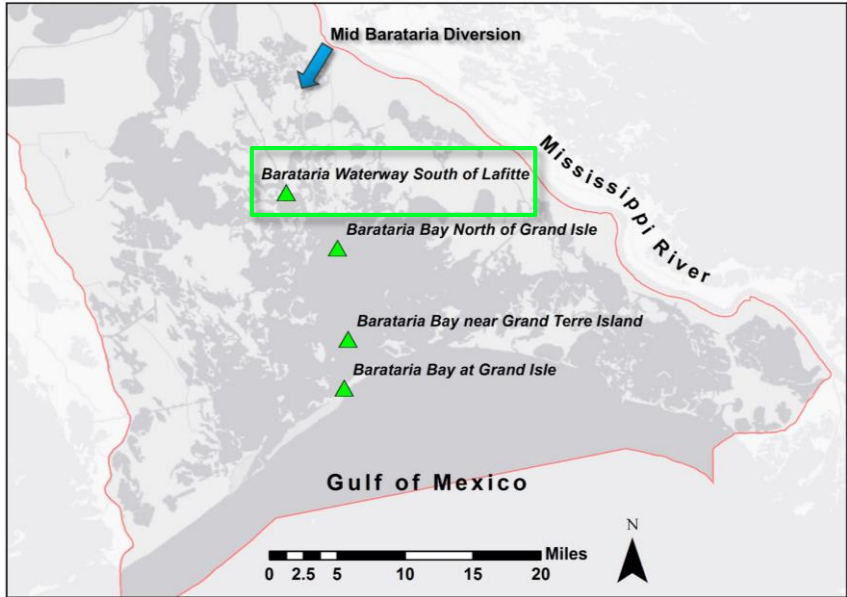 Mid Barataria Diversion
Mississippi River
Barataria Waterway South of Lafitte
Barataria Bay North of Grand Isle
Barataria Bay near Grand Terre Island
Barataria Bay at Grand Isle
Gulf of Mexico
N
Miles
0 2.5 5 10 15 20